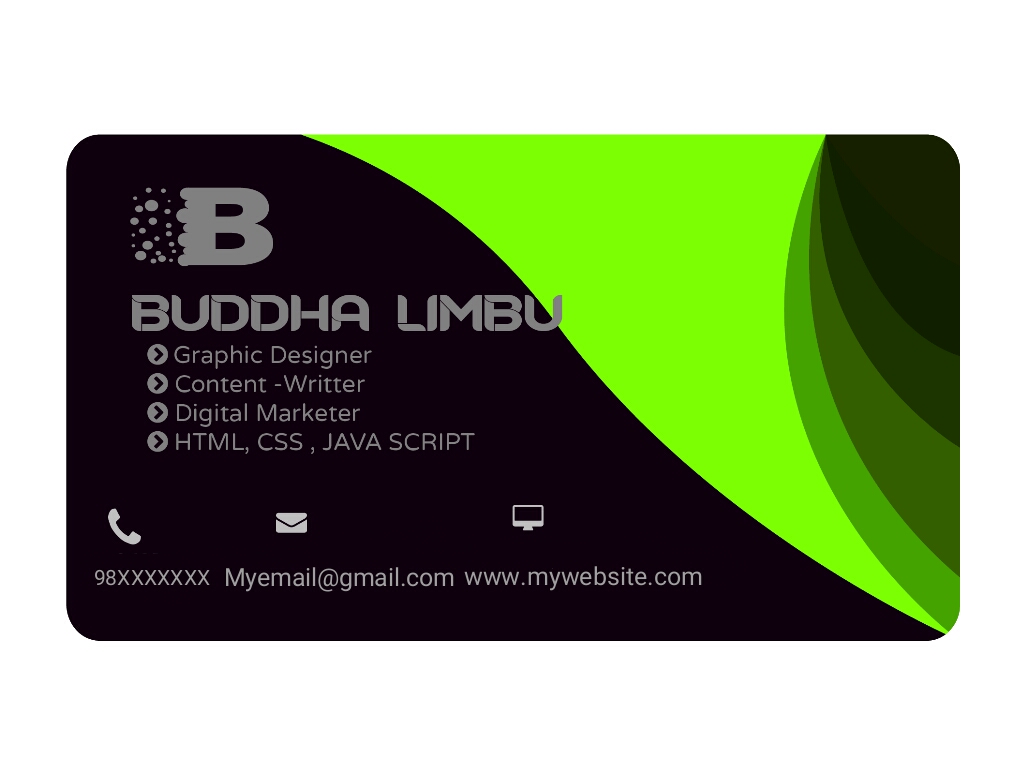 B
BUDDHA LIMBU
Graphic Designer
Content -Writter
Digital Marketer
HTML, CSS , JAVA SCRIPT
98XXXXXXX Myemail@gmail.com www.mywebsite.com